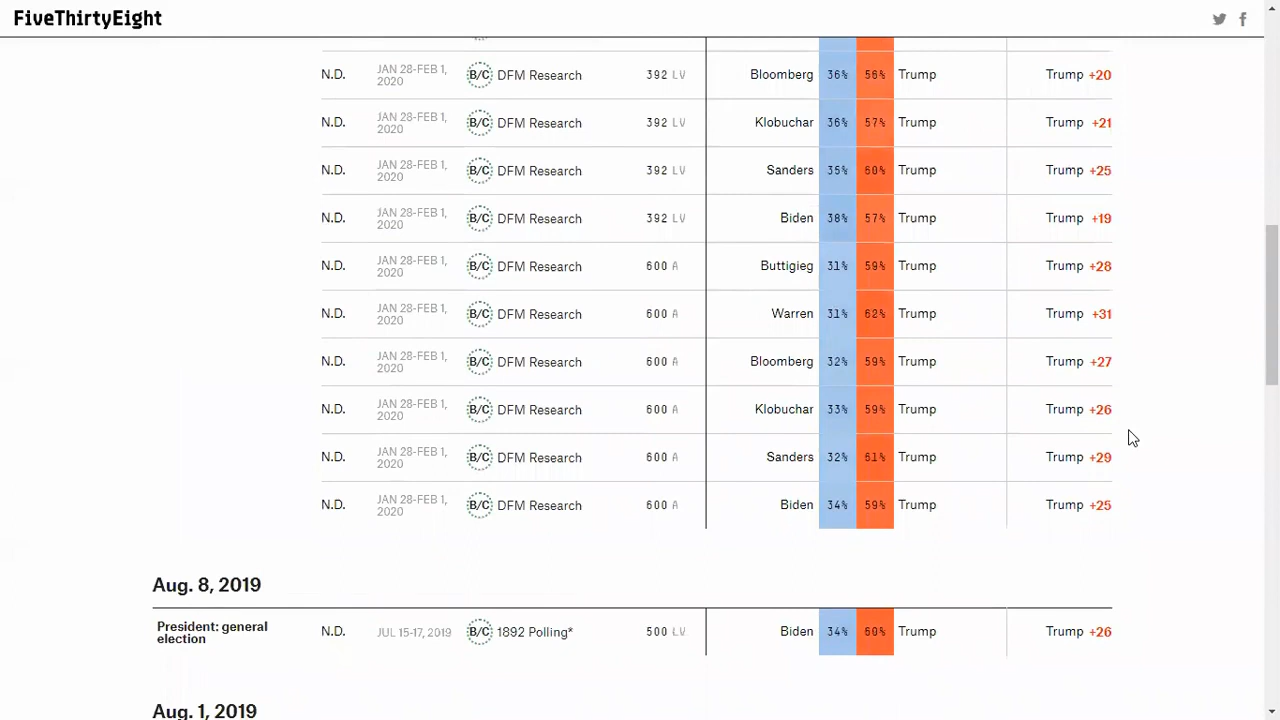 FiveThirtyEight
N.D. JAN 28-FEB 1, 2020 B/C DFM Research 392 LV Bloomberg 36% 56% Trump Trump +20
N.D. JAN 28-FEB 1, 2020 B/C DFM Research 392 LV Klobuchar 36% 57% Trump Trump +21
N.D. JAN 28-FEB 1, 2020 B/C DFM Research 392 LV Sanders 35% 60% Trump Trump +25
N.D. JAN 28-FEB 1, 2020 B/C DFM Research 392 LV Biden 38% 57% Trump Trump +19
N.D. JAN 28-FEB 1, 2020 B/C DFM Research 600 A Buttigieg 31% 59% Trump Trump +28
N.D. JAN 28-FEB 1, 2020 B/C DFM Research 600 A Warren 31% 62% Trump Trump +31
N.D. JAN 28-FEB 1, 2020 B/C DFM Research 600 A Bloomberg 32% 59% Trump Trump +27
N.D. JAN 28-FEB 1, 2020 B/C DFM Research 600 A Klobuchar 33% 59% Trump Trump +26
N.D. JAN 28-FEB 1, 2020 B/C DFM Research 600 A Sanders 32% 61% Trump Trump +29
N.D. JAN 28-FEB 1, 2020 B/C DFM Research 600 A Biden 34% 59% Trump Trump +25
Aug. 8, 2019
President: general election N.D. JUL 15-17, 2019 B/C 1892 Polling* 500 LV Biden 34% 60% Trump Trump +26
Aug. 1, 2019